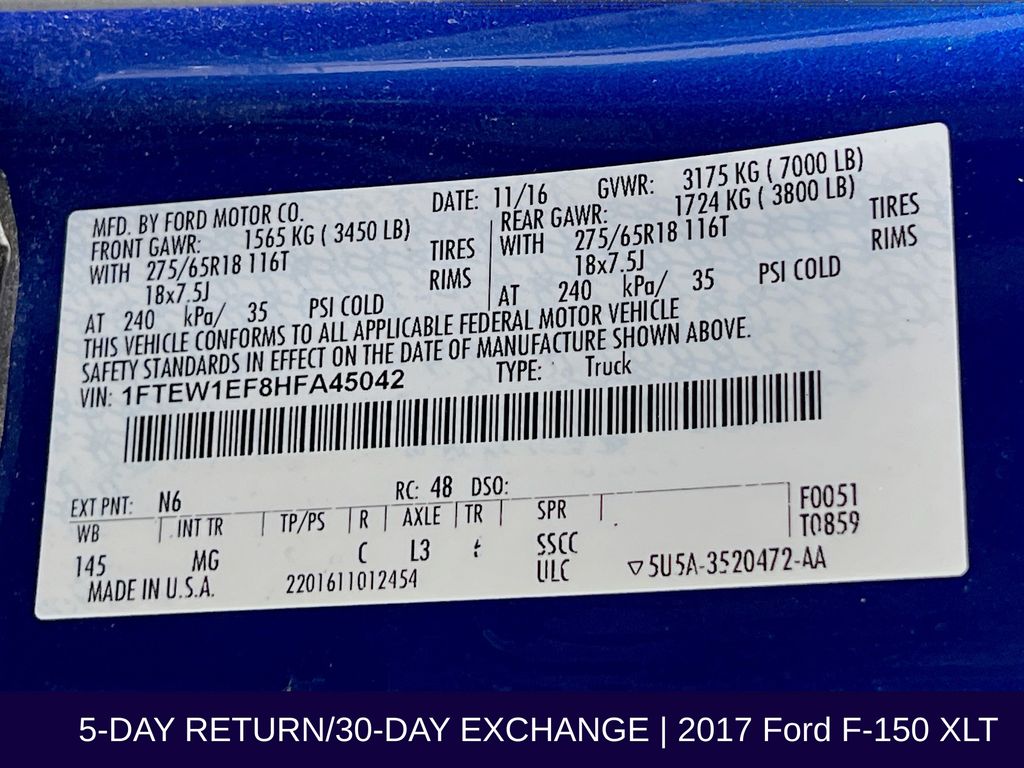 MFD. BY FORD MOTOR CO. DATE: 11/16 GVWR: 3175 KG ( 7000 LB)
FRONT GAWR: 1565 KG ( 3450 LB) REAR GAWR: 1724 KG ( 3800 LB)
WITH 275/65R18 116T TIRES WITH 275/65R18 116T TIRES
18x7.5J RIMS 18x7.5J RIMS
AT 240 kPa/ 35 PSI COLD AT 240 kPa/ 35 PSI COLD
THIS VEHICLE CONFORMS TO ALL APPLICABLE FEDERAL MOTOR VEHICLE
SAFETY STANDARDS IN EFFECT ON THE DATE OF MANUFACTURE SHOWN ABOVE.
VIN: 1FTEW1EF8HFA45042 TYPE: Truck
EXT PNT: N6 RC: 48 DSO: F0051
WB INT TR TP/PS R AXLE TR SPR T0859
145 MG C L3 SSCC
MADE IN U.S.A. 2201611012454 ULC ▽5U5A-3520472-AA
5-DAY RETURN/30-DAY EXCHANGE | 2017 Ford F-150 XLT